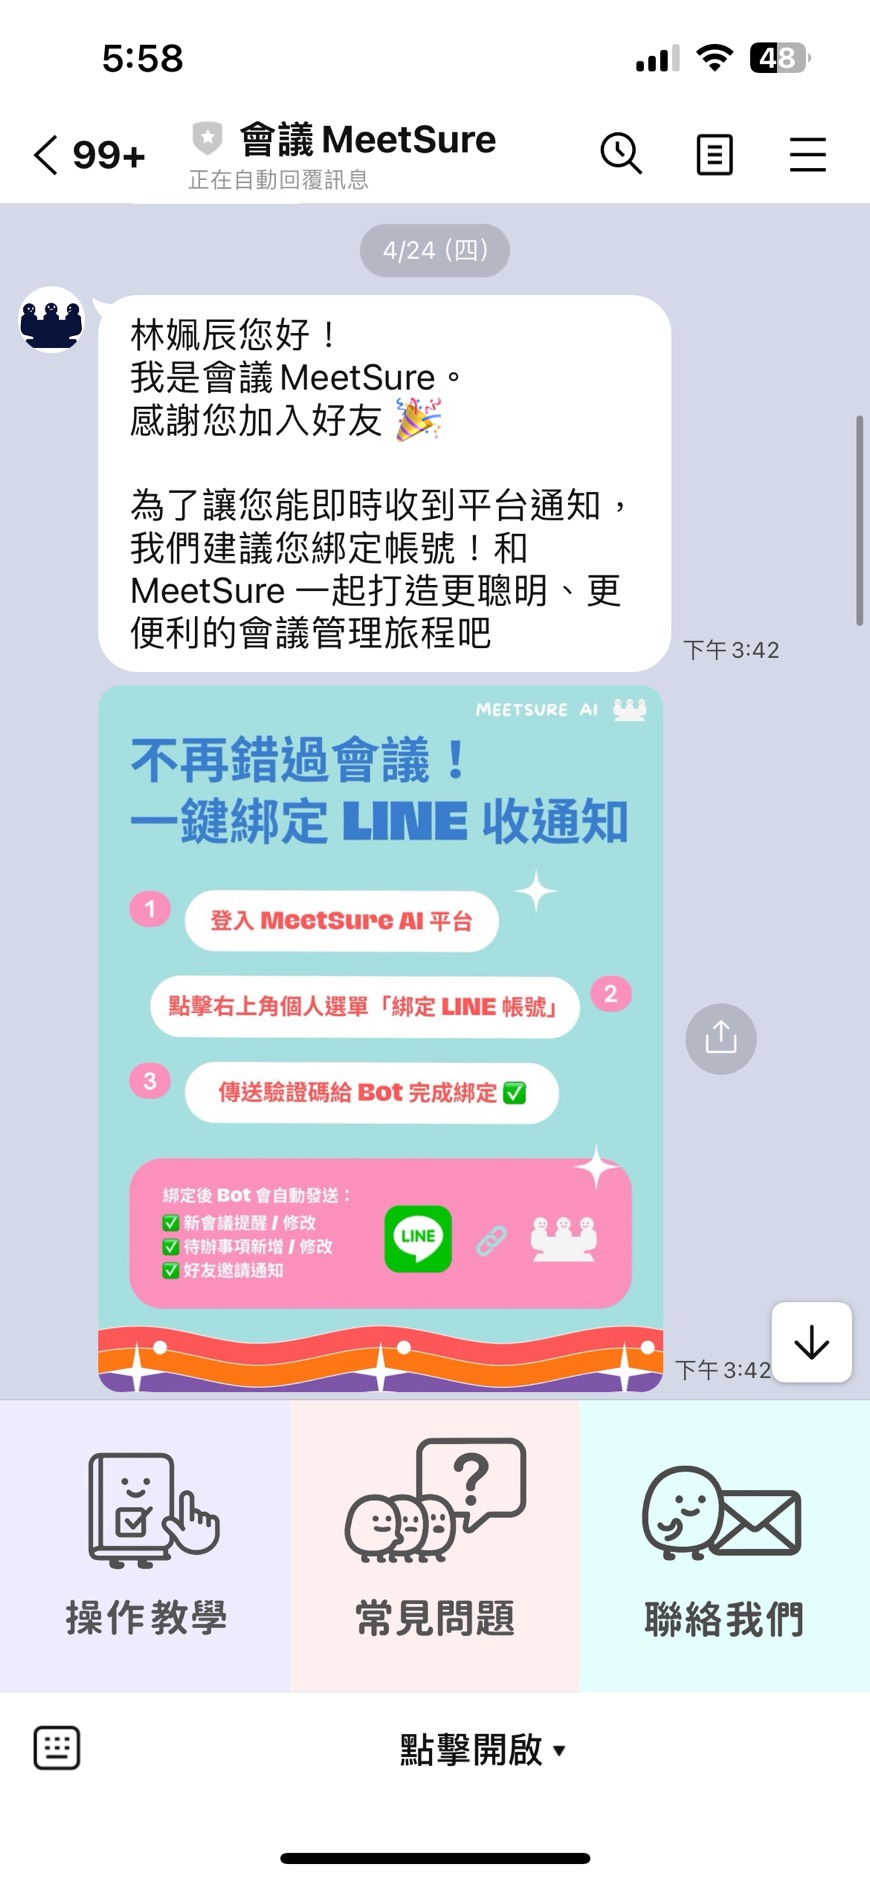 5:58
48
99+
會議 MeetSure
正在自動回覆訊息
4/24 (四)
林姵辰您好！
我是會議 MeetSure。
感謝您加入好友 🎉
為了讓您能即時收到平台通知，
我們建議您綁定帳號！和
MeetSure 一起打造更聰明、更
便利的會議管理旅程吧
下午 3:42
MEETSURE AI
不再錯過會議！
一鍵綁定 LINE 收通知
1
登入 MeetSure AI 平台
點擊右上角個人選單「綁定 LINE 帳號」
2
3
傳送驗證碼給 Bot 完成綁定 ✅
綁定後 Bot 會自動發送：
✅ 新會議提醒 / 修改
✅ 待辦事項新增 / 修改
✅ 好友邀請通知
LINE
下午 3:42
?
操作教學
常見問題
聯絡我們
點擊開啟 ▾